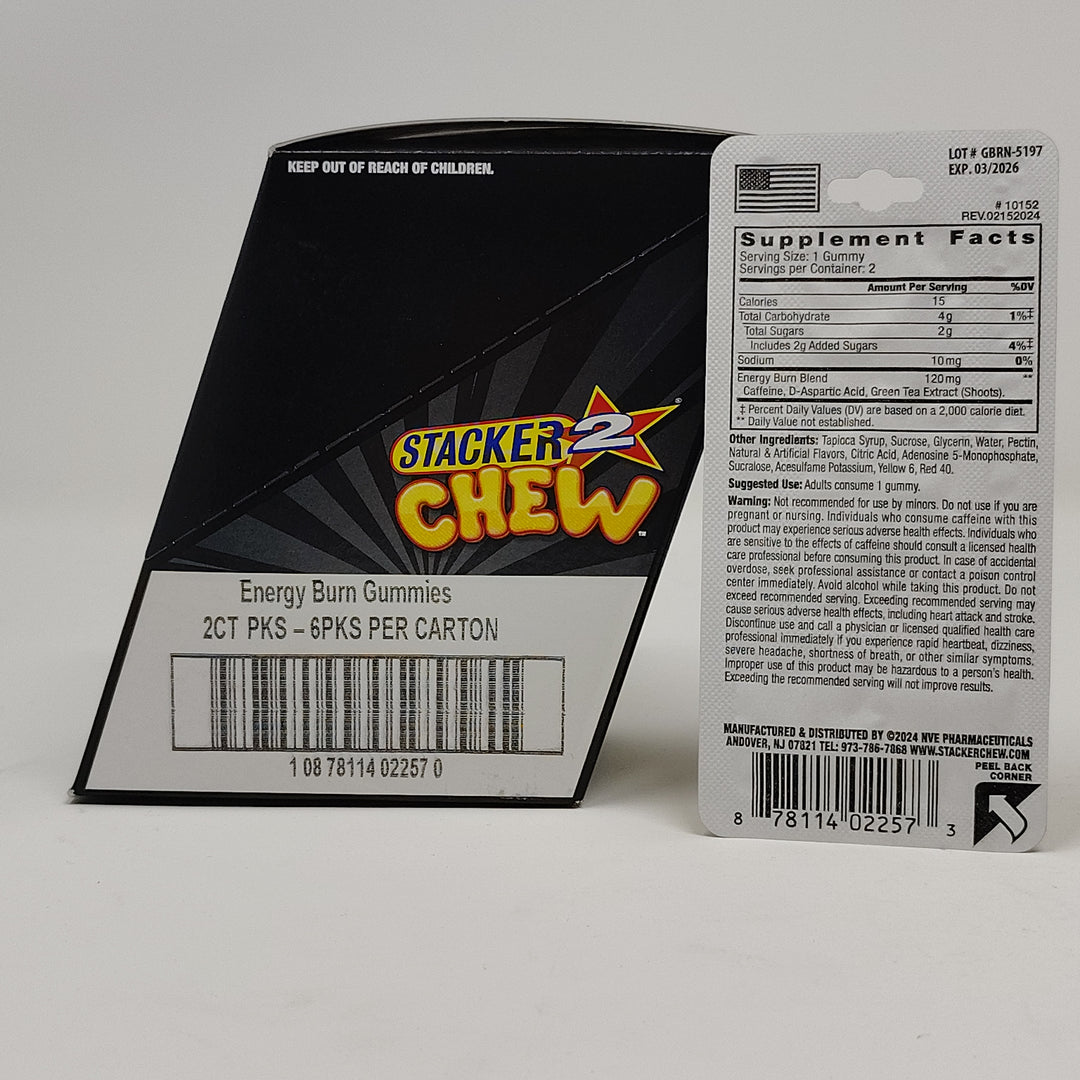 KEEP OUT OF REACH OF CHILDREN.
STACKER 2®
CHEW™
Energy Burn Gummies
2CT PKS – 6PKS PER CARTON
1 08 78114 02257 0
LOT # GBRN-5197
EXP. 03/2026
# 10152
REV.02152024
Supplement Facts
Serving Size: 1 Gummy
Servings per Container: 2
Amount Per Serving %DV
Calories 15
Total Carbohydrate 4g 1%‡
Total Sugars 2g
Includes 2g Added Sugars 4%‡
Sodium 10mg 0%
Energy Burn Blend 120mg **
Caffeine, D-Aspartic Acid, Green Tea Extract (Shoots).
‡ Percent Daily Values (DV) are based on a 2,000 calorie diet.
** Daily Value not established.
Other Ingredients: Tapioca Syrup, Sucrose, Glycerin, Water, Pectin,
Natural & Artificial Flavors, Citric Acid, Adenosine 5-Monophosphate,
Sucralose, Acesulfame Potassium, Yellow 6, Red 40.
Suggested Use: Adults consume 1 gummy.
Warning: Not recommended for use by minors. Do not use if you are
pregnant or nursing. Individuals who consume caffeine with this
product may experience serious adverse health effects. Individuals who
are sensitive to the effects of caffeine should consult a licensed health
care professional before consuming this product. In case of accidental
overdose, seek professional assistance or contact a poison control
center immediately. Avoid alcohol while taking this product. Do not
exceed recommended serving. Exceeding recommended serving may
cause serious adverse health effects, including heart attack and stroke.
Discontinue use and call a physician or licensed qualified health care
professional immediately if you experience rapid heartbeat, dizziness,
severe headache, shortness of breath, or other similar symptoms.
Improper use of this product may be hazardous to a person's health.
Exceeding the recommended serving will not improve results.
MANUFACTURED & DISTRIBUTED BY ©2024 NVE PHARMACEUTICALS
ANDOVER, NJ 07821 TEL: 973-786-7868 WWW.STACKERCHEW.COM
PEEL BACK
CORNER
8 78114 02257 3